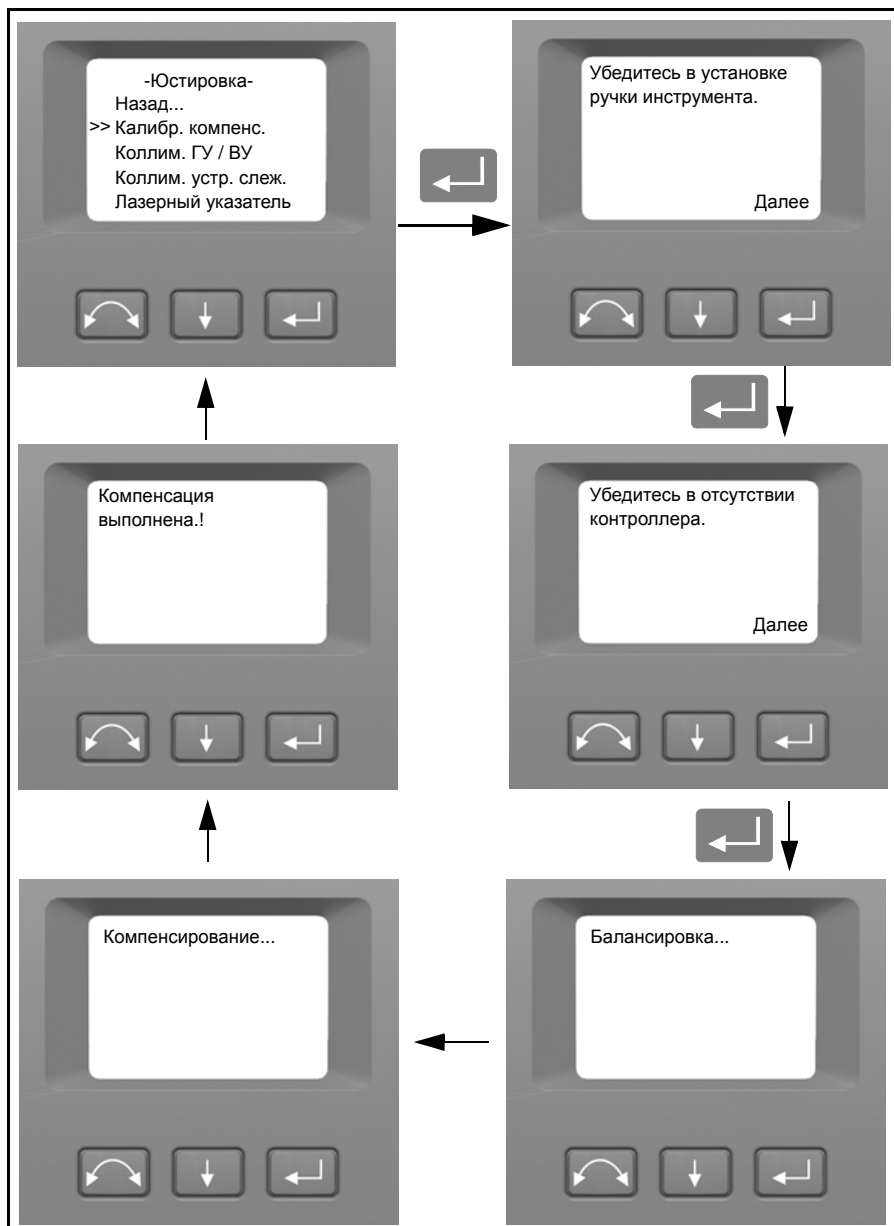 -Юстировка-
Назад...
>> Калибр. компенс.
Коллим. ГУ / ВУ
Коллим. устр. слеж.
Лазерный указатель
Убедитесь в установке
ручки инструмента.
Далее
Убедитесь в отсутствии
контроллера.
Далее
Балансировка...
Компенсирование...
Компенсация
выполнена.!